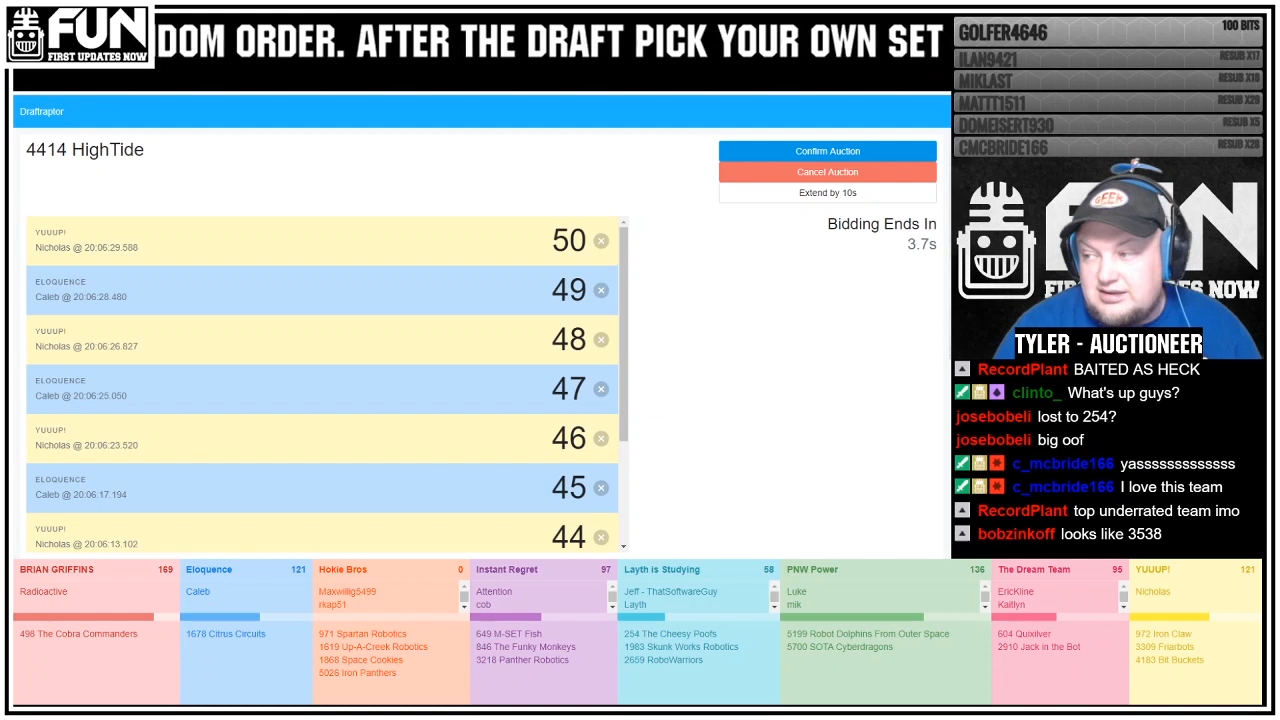 FUN
FIRST UPDATES NOW
DOM ORDER. AFTER THE DRAFT PICK YOUR OWN SET
GOLFER4646 100 BITS
ILAN9421 RESUB X17
MIKLAST
MATTT1511 RESUB X29
DOMEISERT930 RESUB X5
CMCBRIDE166
Draftraptor
4414 HighTide
Confirm Auction
Cancel Auction
Extend by 10s
Bidding Ends In
3.7s
YUUUP!
Nicholas @ 20:06:29.588
50
ELOQUENCE
Caleb @ 20:06:28.480
49
YUUUP!
Nicholas @ 20:06:26.827
48
ELOQUENCE
Caleb @ 20:06:25.050
47
YUUUP!
Nicholas @ 20:06:23.520
46
ELOQUENCE
Caleb @ 20:06:17.194
45
YUUUP!
Nicholas @ 20:06:13.102
44
GEEK
TYLER - AUCTIONEER
RecordPlant BAITED AS HECK
clinto_ What's up guys?
josebobeli lost to 254?
josebobeli big oof
c_mcbride166 yasssssssssssss
c_mcbride166 I love this team
RecordPlant top underrated team imo
bobzinkoff looks like 3538
BRIAN GRIFFINS 169
Radioactive
498 The Cobra Commanders
Eloquence 121
Caleb
1678 Citrus Circuits
Hokie Bros 0
Maxwillig5499
rkap51
971 Spartan Robotics
1619 Up-A-Creek Robotics
1868 Space Cookies
5026 Iron Panthers
Instant Regret 97
Attention
cob
649 M-SET Fish
846 The Funky Monkeys
3218 Panther Robotics
Layth is Studying 58
Jeff - ThatSoftwareGuy
Layth
254 The Cheesy Poofs
1983 Skunk Works Robotics
2659 RoboWarriors
PNW Power 136
Luke
mik
5199 Robot Dolphins From Outer Space
5700 SOTA Cyberdragons
The Dream Team 95
EricKline
Kaitlyn
604 Quixilver
2910 Jack in the Bot
YUUUP! 121
Nicholas
972 Iron Claw
3309 Friarbots
4183 Bit Buckets